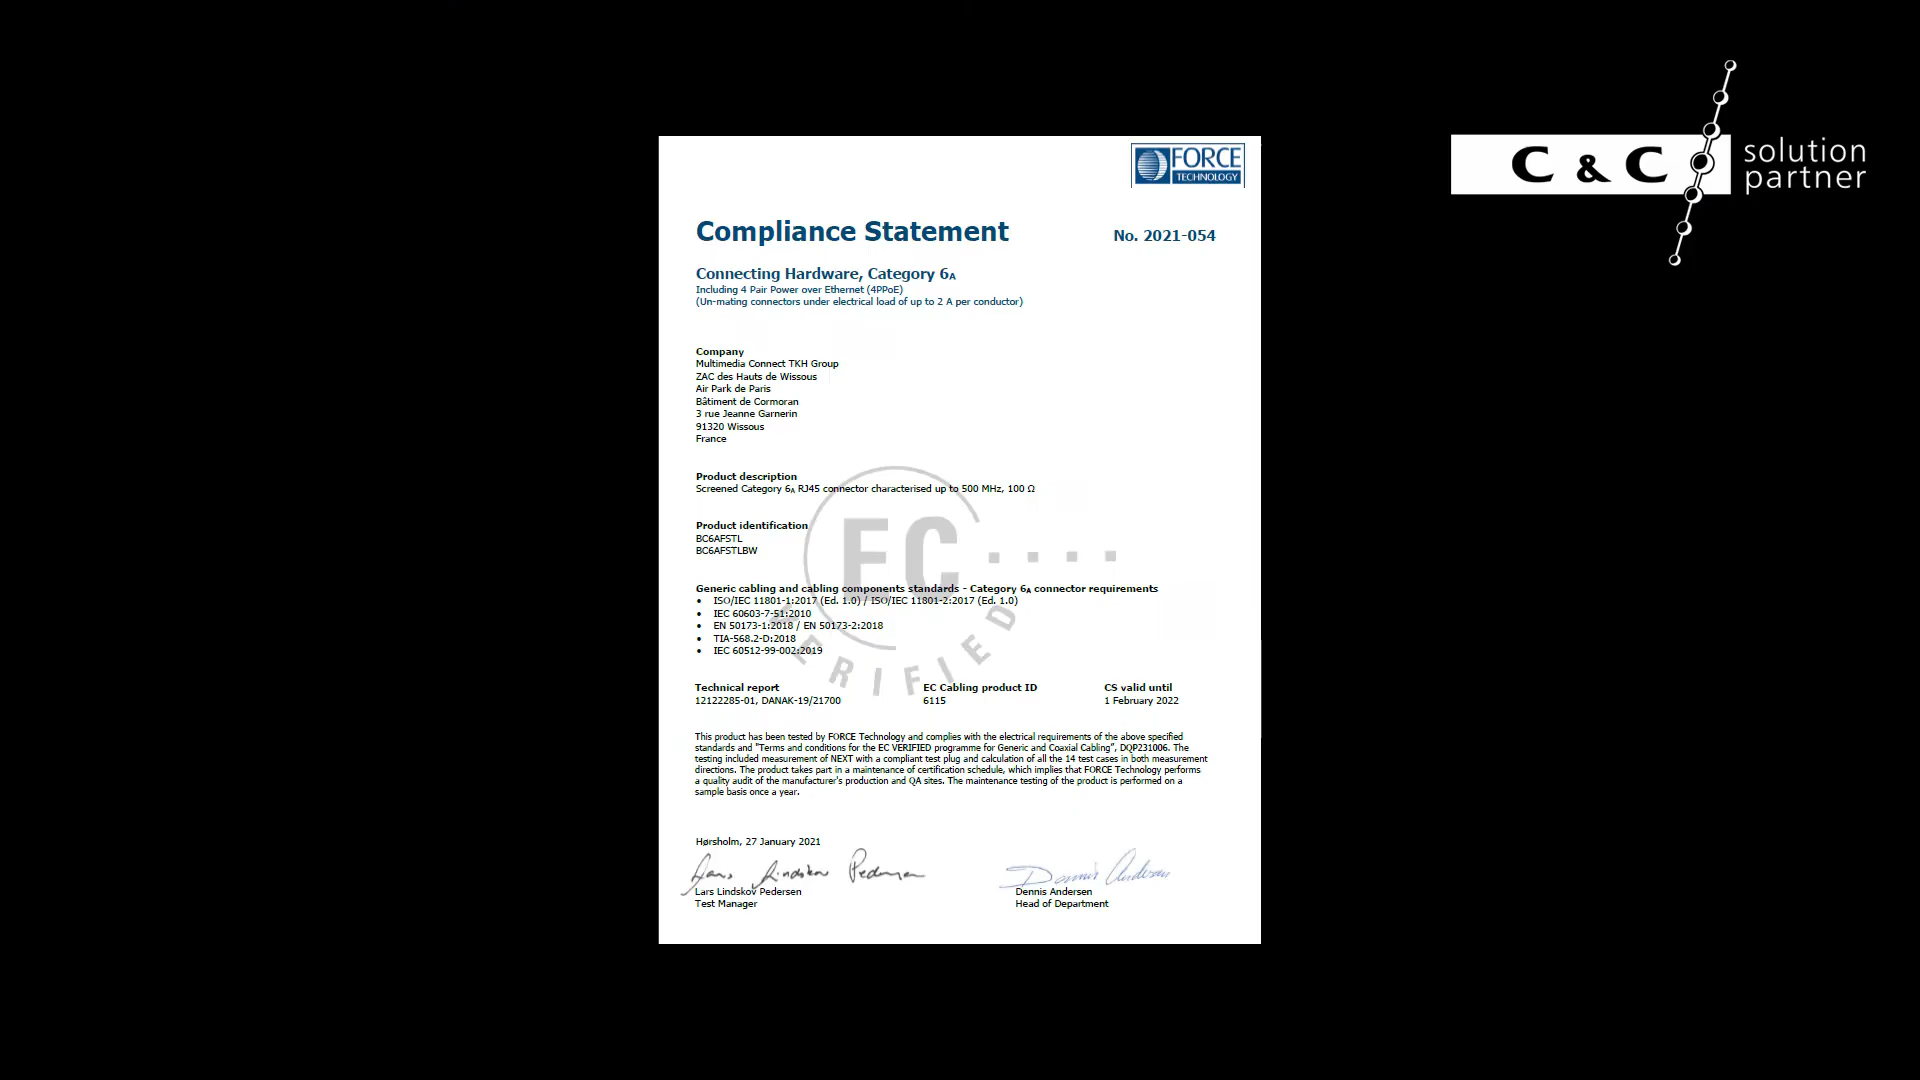 FORCE
TECHNOLOGY
C & C
solution
partner
Compliance Statement
No. 2021-054
Connecting Hardware, Category 6A
Including 4 Pair Power over Ethernet (4PPoE)
(Un-mating connectors under electrical load of up to 2 A per conductor)
Company
Multimedia Connect TKH Group
ZAC des Hauts de Wissous
Air Park de Paris
Bâtiment de Cormoran
3 rue Jeanne Garnerin
91320 Wissous
France
Product description
Screened Category 6A RJ45 connector characterised up to 500 MHz, 100 Ω
Product identification
BC6AFSTL
BC6AFSTLBW
EC
VERIFIED
Generic cabling and cabling components standards - Category 6A connector requirements
• ISO/IEC 11801-1:2017 (Ed. 1.0) / ISO/IEC 11801-2:2017 (Ed. 1.0)
• IEC 60603-7-51:2010
• EN 50173-1:2018 / EN 50173-2:2018
• TIA-568.2-D:2018
• IEC 60512-99-002:2019
Technical report
12122285-01, DANAK-19/21700
EC Cabling product ID
6115
CS valid until
1 February 2022
This product has been tested by FORCE Technology and complies with the electrical requirements of the above specified
standards and "Terms and conditions for the EC VERIFIED programme for Generic and Coaxial Cabling", DQP231006. The
testing included measurement of NEXT with a compliant test plug and calculation of all the 14 test cases in both measurement
directions. The product takes part in a maintenance of certification schedule, which implies that FORCE Technology performs
a quality audit of the manufacturer's production and QA sites. The maintenance testing of the product is performed on a
sample basis once a year.
Hørsholm, 27 January 2021
Lars Lindskov Pedersen
Dennis Andersen
Lars Lindskov Pedersen
Test Manager
Dennis Andersen
Head of Department